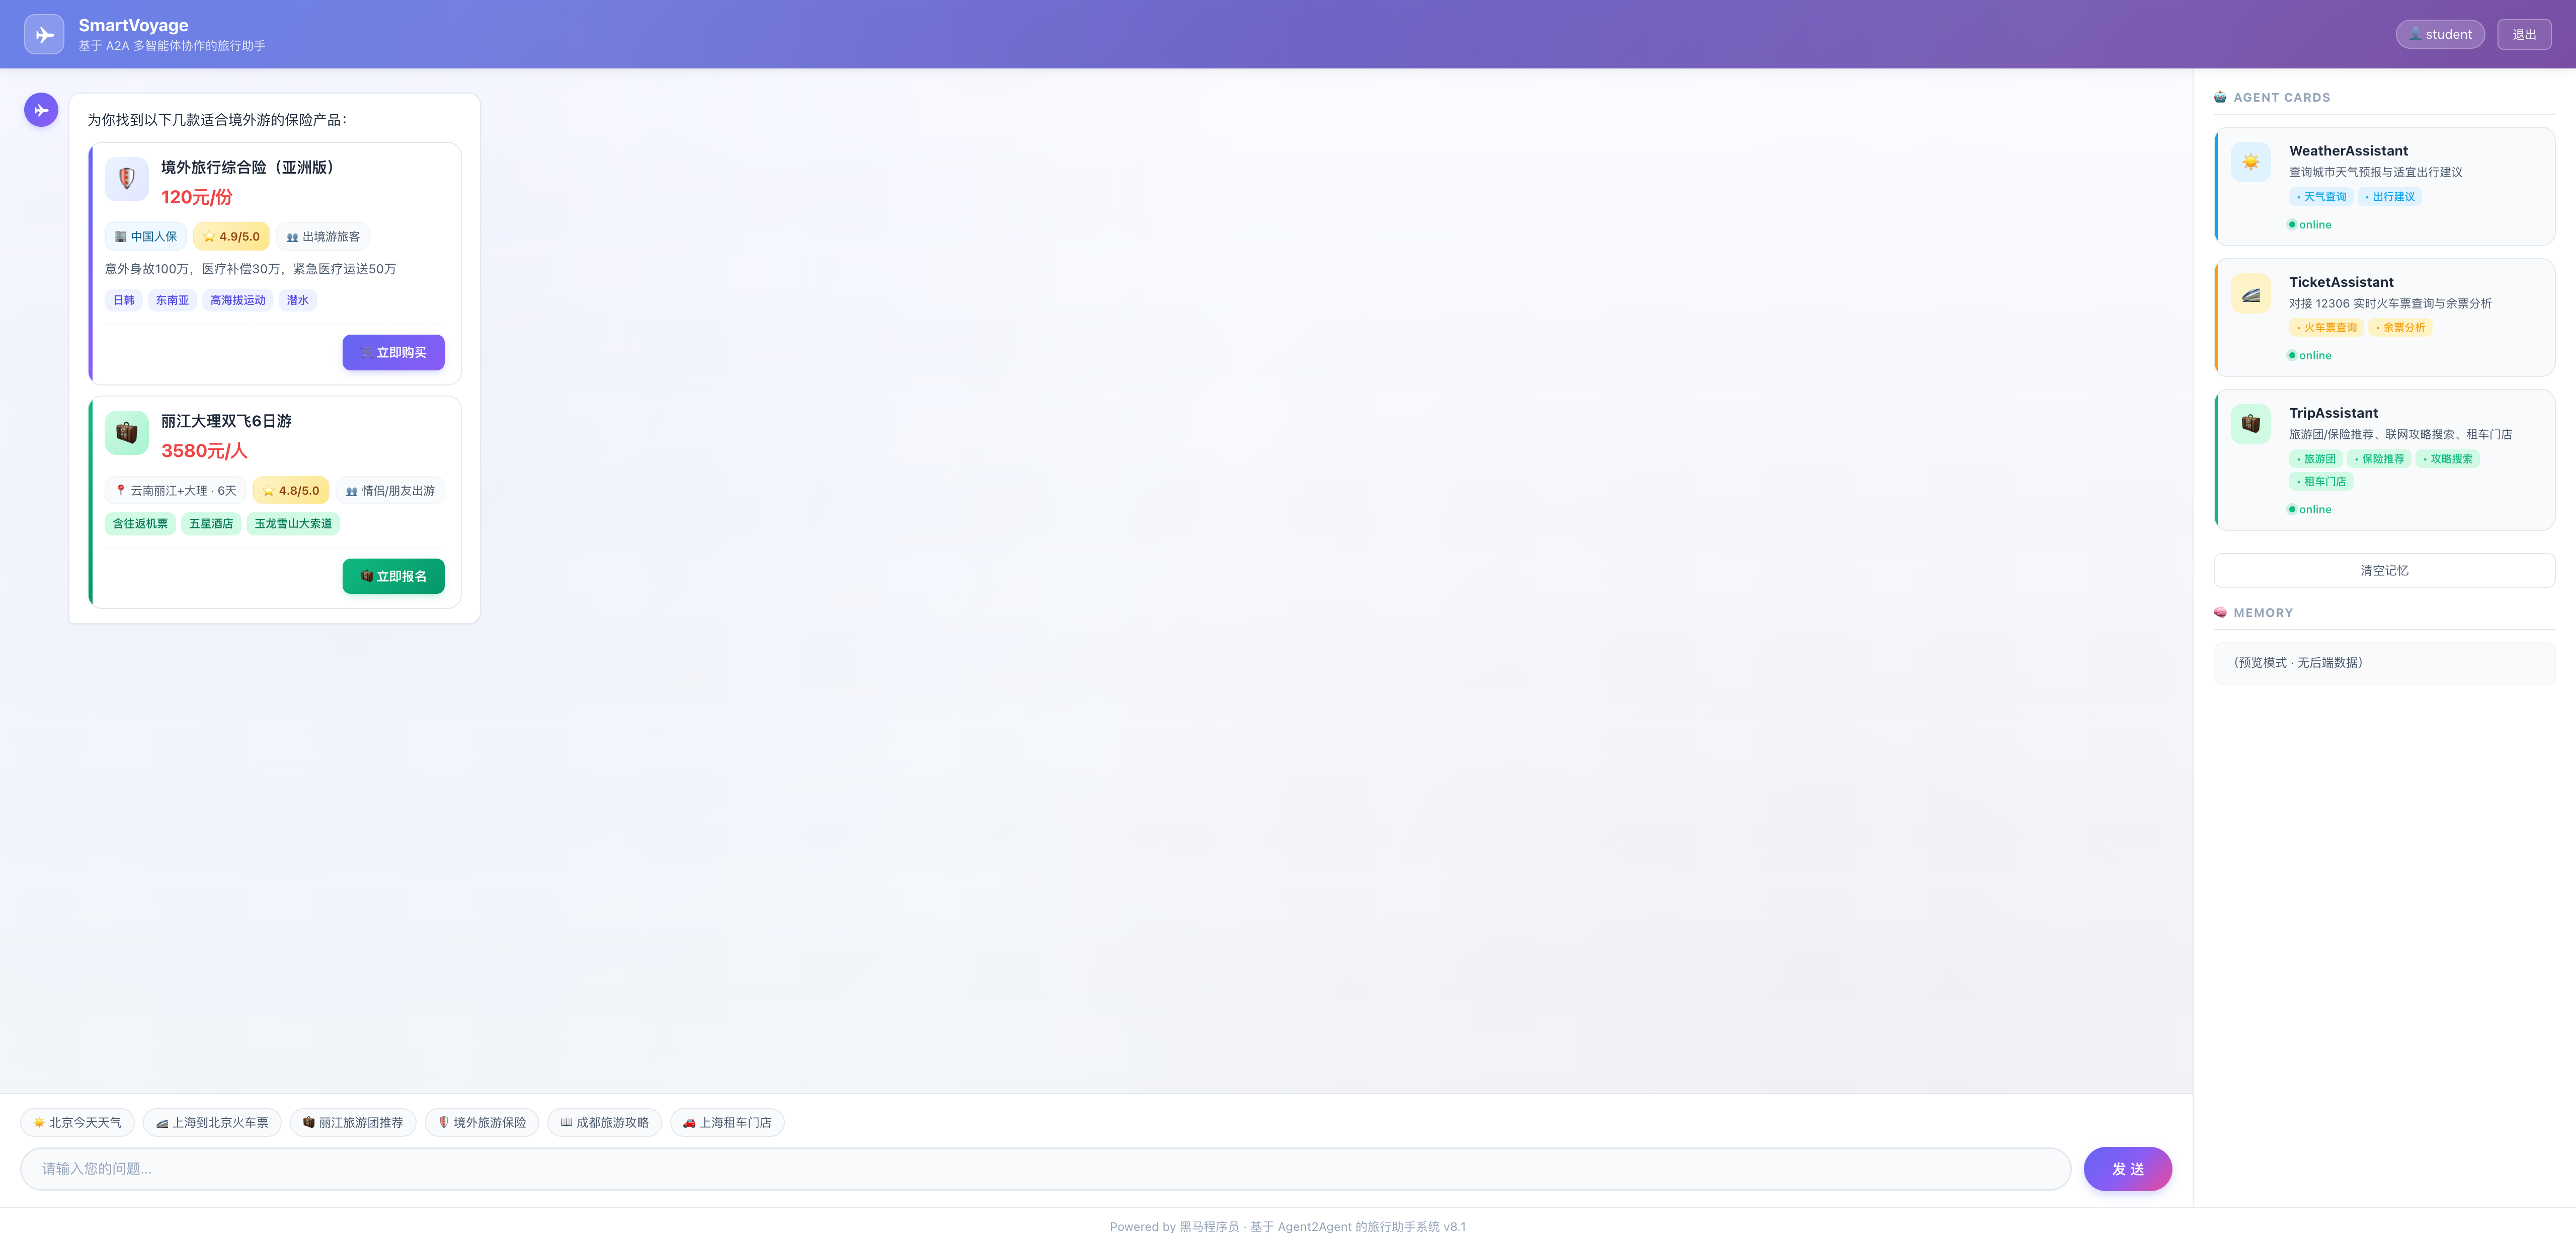 SmartVoyage
基于 A2A 多智能体协作的旅行助手
student
退出
为你找到以下几款适合境外游的保险产品：
境外旅行综合险（亚洲版）
120元/份
中国人保
4.9/5.0
出境游旅客
意外身故100万，医疗补偿30万，紧急医疗运送50万
日韩
东南亚
高海拔运动
潜水
立即购买
丽江大理双飞6日游
3580元/人
云南丽江+大理 · 6天
4.8/5.0
情侣/朋友出游
含往返机票
五星酒店
玉龙雪山大索道
立即报名
北京今天天气
上海到北京火车票
丽江旅游团推荐
境外旅游保险
成都旅游攻略
上海租车门店
请输入您的问题...
发 送
AGENT CARDS
WeatherAssistant
查询城市天气预报与适宜出行建议
• 天气查询
• 出行建议
online
TicketAssistant
对接 12306 实时火车票查询与余票分析
• 火车票查询
• 余票分析
online
TripAssistant
旅游团/保险推荐、联网攻略搜索、租车门店
• 旅游团
• 保险推荐
• 攻略搜索
• 租车门店
online
清空记忆
MEMORY
（预览模式 · 无后端数据）
Powered by 黑马程序员 · 基于 Agent2Agent 的旅行助手系统 v8.1